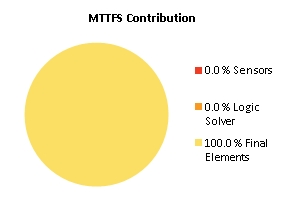 MTTFS Contribution
0.0% Sensors
0.0% Logic
Solver
100.0% Final
Elements